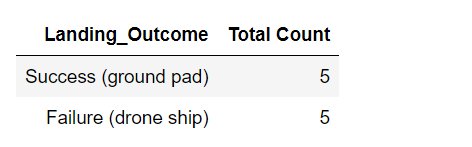 Landing_Outcome Total Count
Success (ground pad) 5
Failure (drone ship) 5